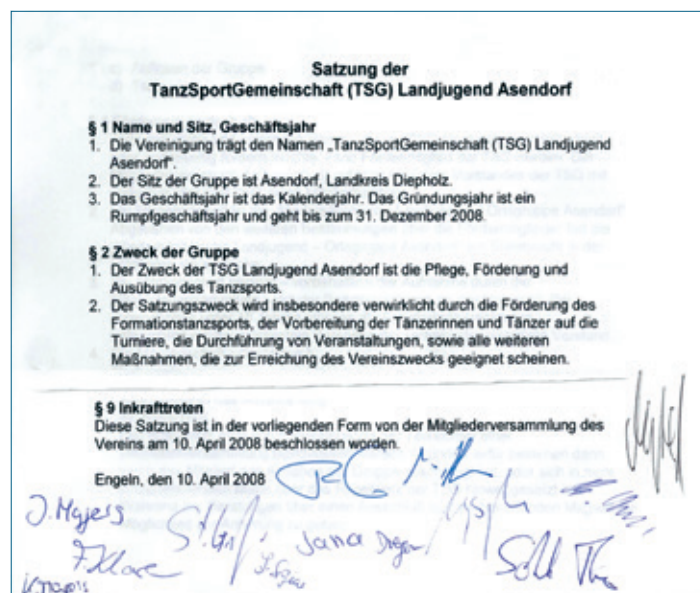 Satzung der
TanzSportGemeinschaft (TSG) Landjugend Asendorf
§ 1 Name und Sitz, Geschäftsjahr
1. Die Vereinigung trägt den Namen „TanzSportGemeinschaft (TSG) Landjugend
Asendorf“.
2. Der Sitz der Gruppe ist Asendorf, Landkreis Diepholz.
3. Das Geschäftsjahr ist das Kalenderjahr. Das Gründungsjahr ist ein
Rumpfgeschäftsjahr und geht bis zum 31. Dezember 2008.
§ 2 Zweck der Gruppe
1. Der Zweck der TSG Landjugend Asendorf ist die Pflege, Förderung und
Ausübung des Tanzsports.
2. Der Satzungszweck wird insbesondere verwirklicht durch die Förderung des
Formationstanzsports, der Vorbereitung der Tänzerinnen und Tänzer auf die
Turniere, die Durchführung von Veranstaltungen, sowie alle weiteren
Maßnahmen, die zur Erreichung des Vereinszwecks geeignet scheinen.
§ 9 Inkrafttreten
Diese Satzung ist in der vorliegenden Form von der Mitgliederversammlung des
Vereins am 10. April 2008 beschlossen worden.
Engeln, den 10. April 2008
J. Meyers
F. Klare
Jana